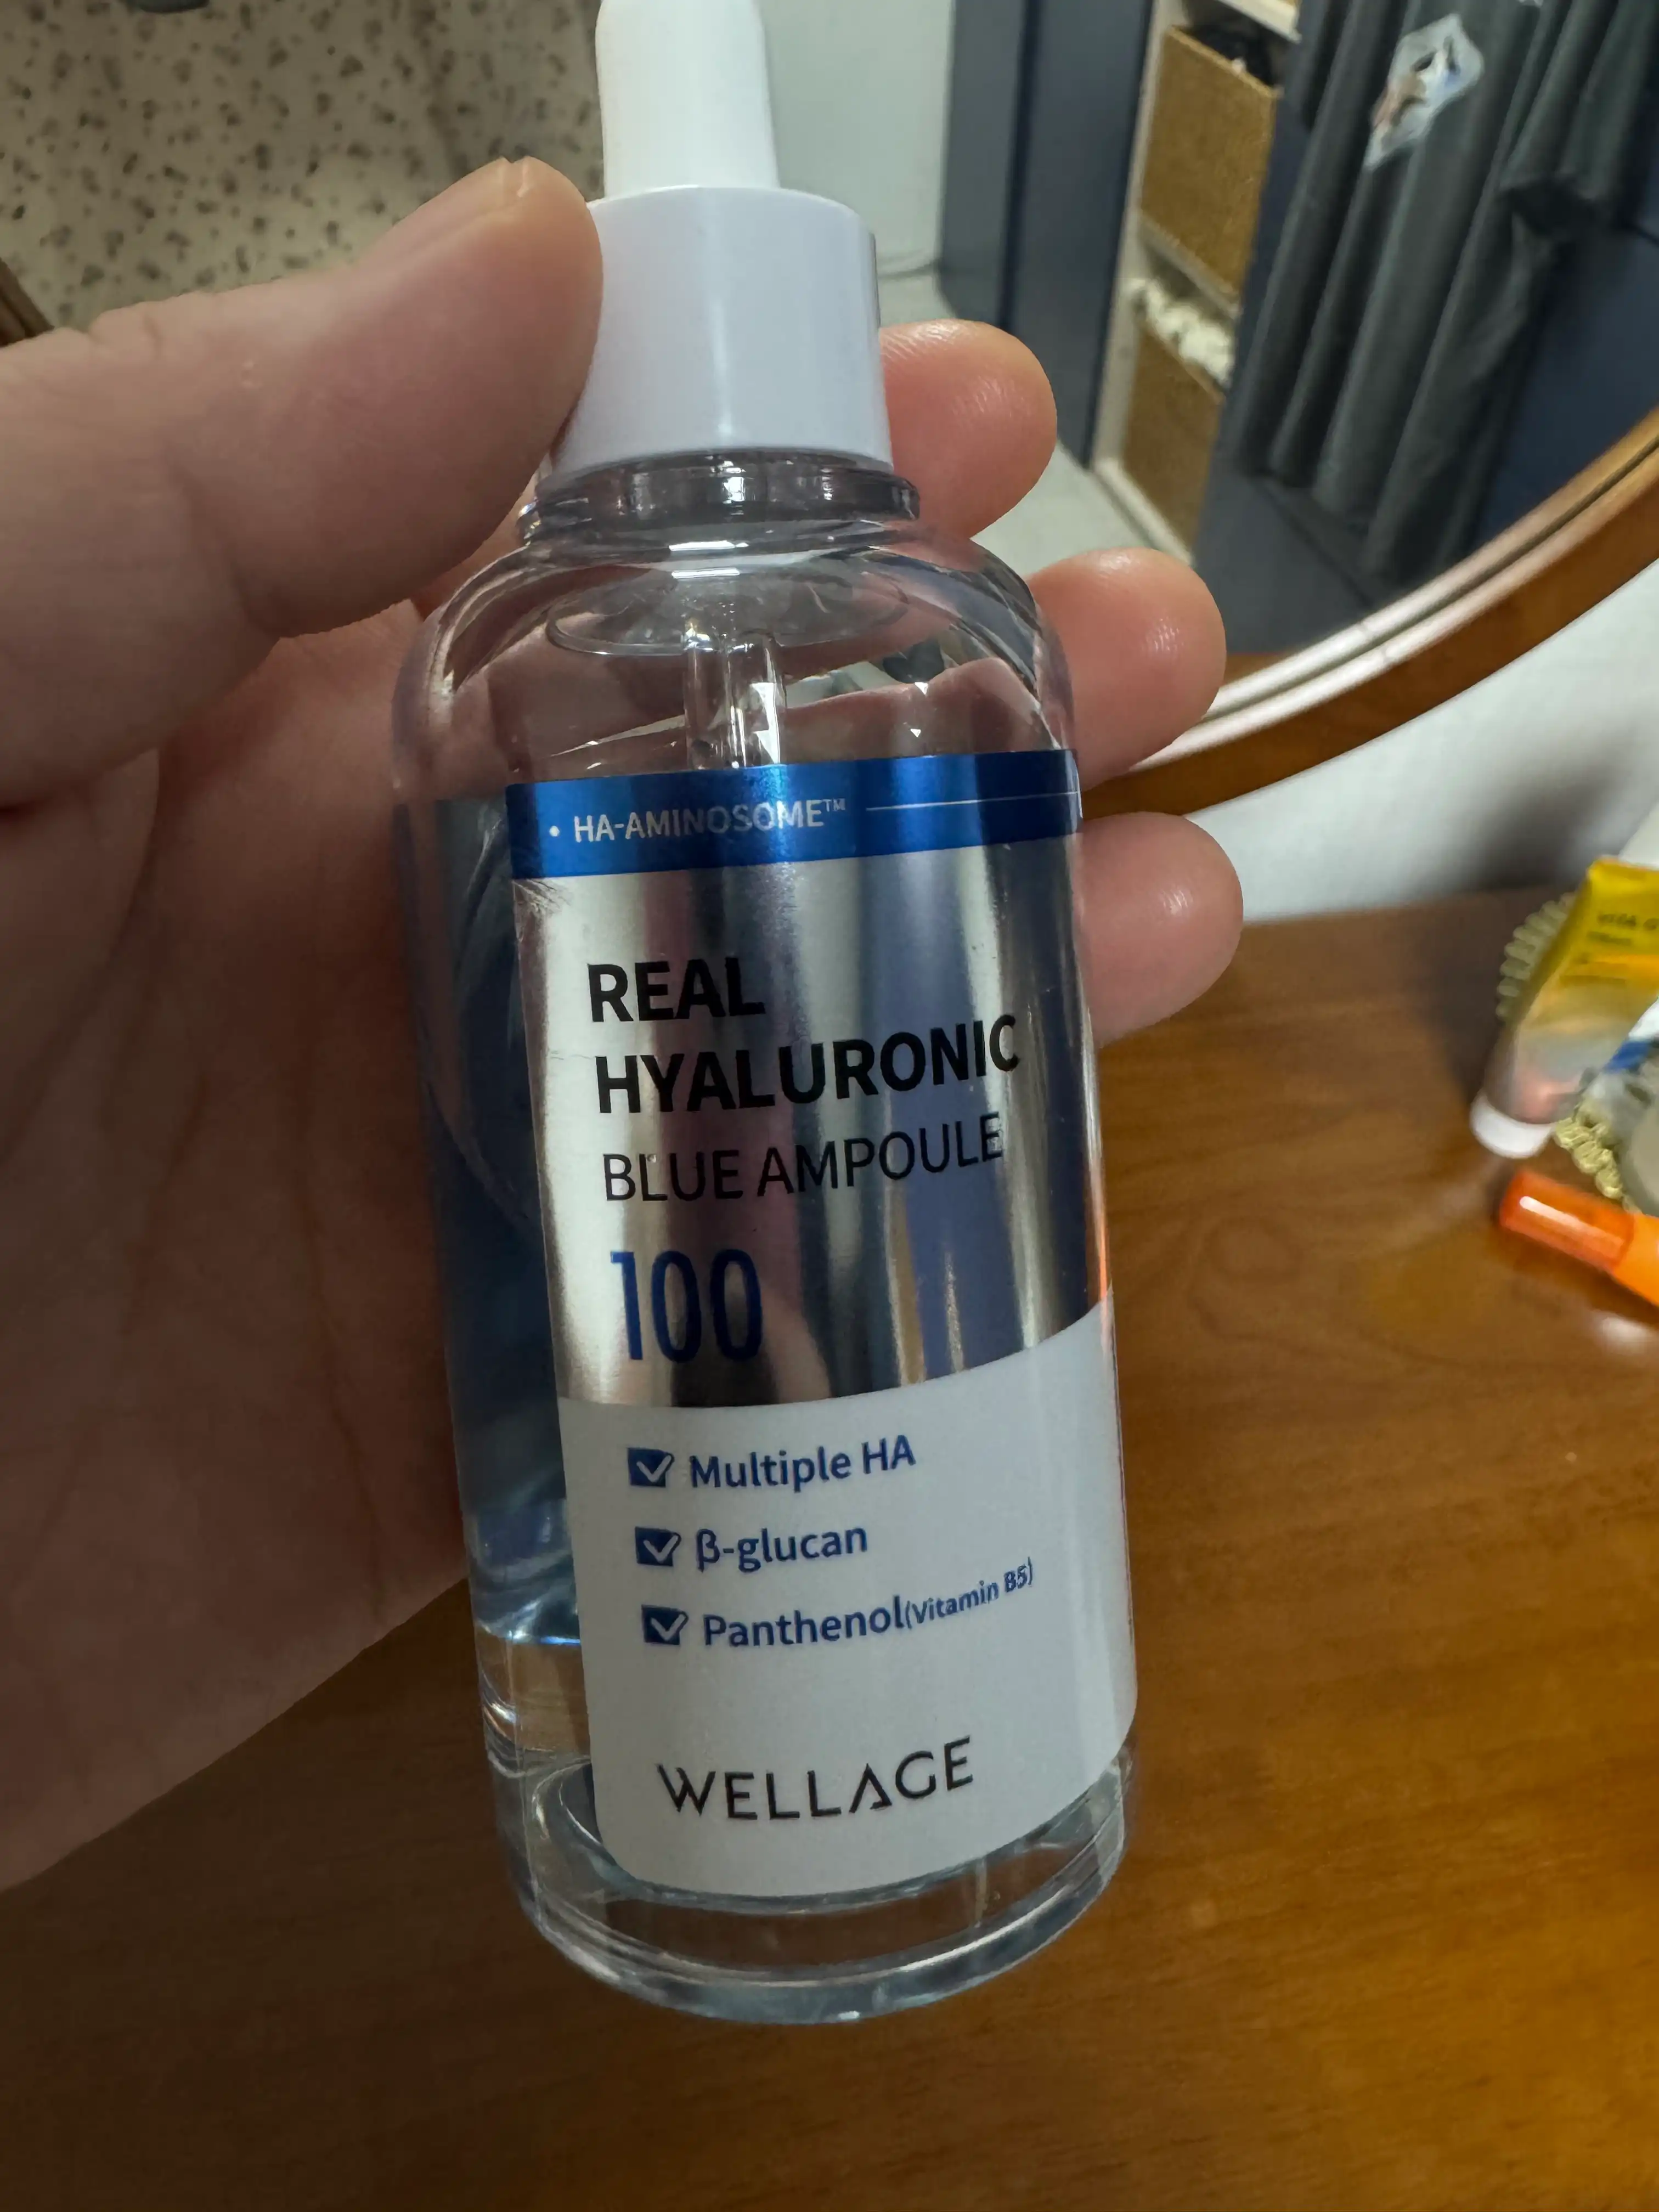 • HA-AMINOSOME™
REAL
HYALURONIC
BLUE AMPOULE
100
Multiple HA
β-glucan
Panthenol(Vitamin B5)
WELLAGE